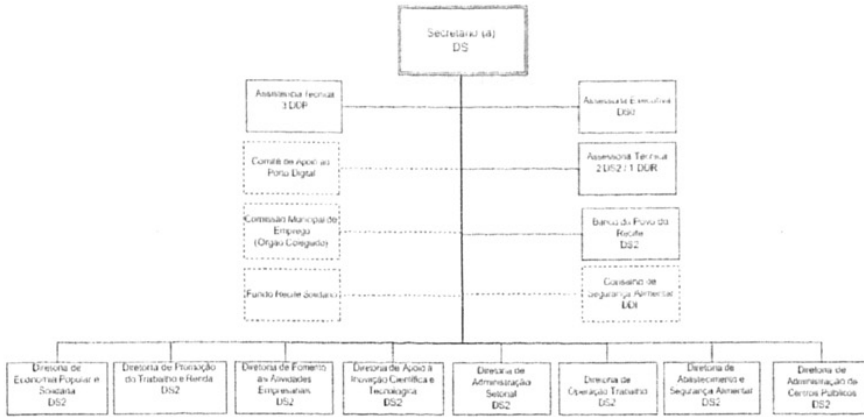 Secretário (a)
DS
Assistência Técnica
3 DDR
Assessoria Executiva
Comitê de Apoio ao
Porto Digital
Assessoria Técnica
2 DS2 / 1 DDR
Comissão Municipal de
Emprego
(Órgão Colegiado)
Banco do Povo do
Recife
DS2
Fundo Recife Solidário
Conselho de
Segurança Alimentar
DDI
Diretoria de
Economia Popular e
Solidária
DS2
Diretoria de Promoção
do Trabalho e Renda
DS2
Diretoria de Fomento
às Atividades
Empresariais
DS2
Diretoria de Apoio à
Inovação Científica e
Tecnológica
DS2
Diretoria de
Administração
Setorial
DS2
Diretoria de
Operação Trabalho
DS2
Diretoria de
Abastecimento e
Segurança Alimentar
DS2
Diretoria de
Administração de
Centros Públicos
DS2